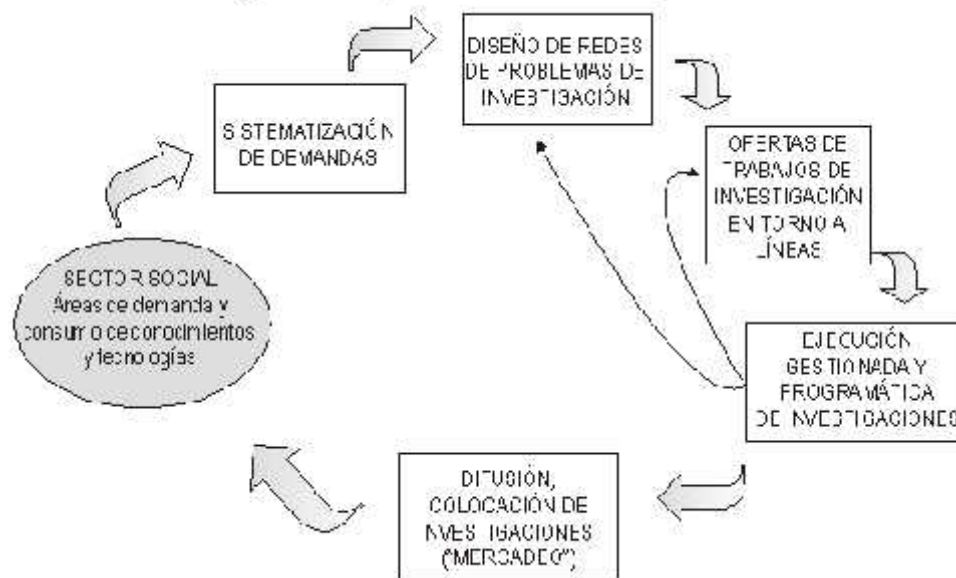 DISEÑO DE REDES
DE PROBLEMAS DE
INVESTIGACIÓN
SISTEMATIZACIÓN
DE DEMANDAS
OFERTAS DE
TRABAJOS DE
INVESTIGACIÓN
EN TORNO A
LÍNEAS
SECTOR SOCIAL
Áreas de demanda y
consumo de conocimientos
y tecnologías
EJECUCIÓN
GESTIONADA Y
PROGRAMÁTICA
DE INVESTIGACIONES
DIFUSIÓN,
COLOCACIÓN DE
INVESTIGACIONES
("MERCADEO")